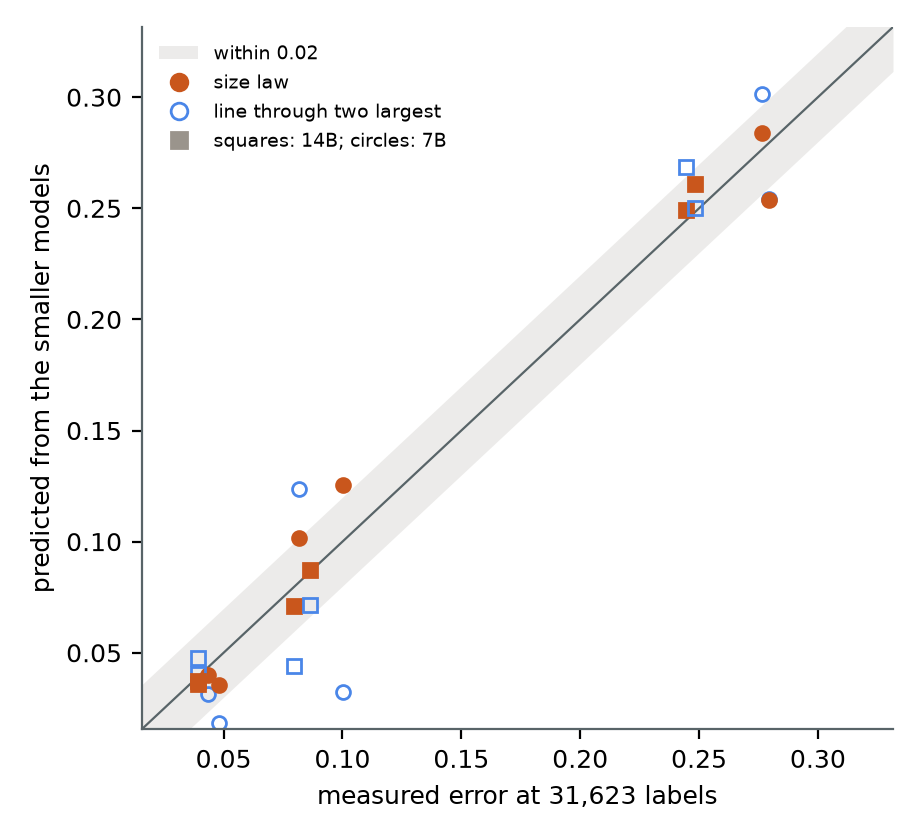 within 0.02
size law
line through two largest
squares: 14B; circles: 7B
predicted from the smaller models
0.30
0.25
0.20
0.15
0.10
0.05
0.05 0.10 0.15 0.20 0.25 0.30
measured error at 31,623 labels